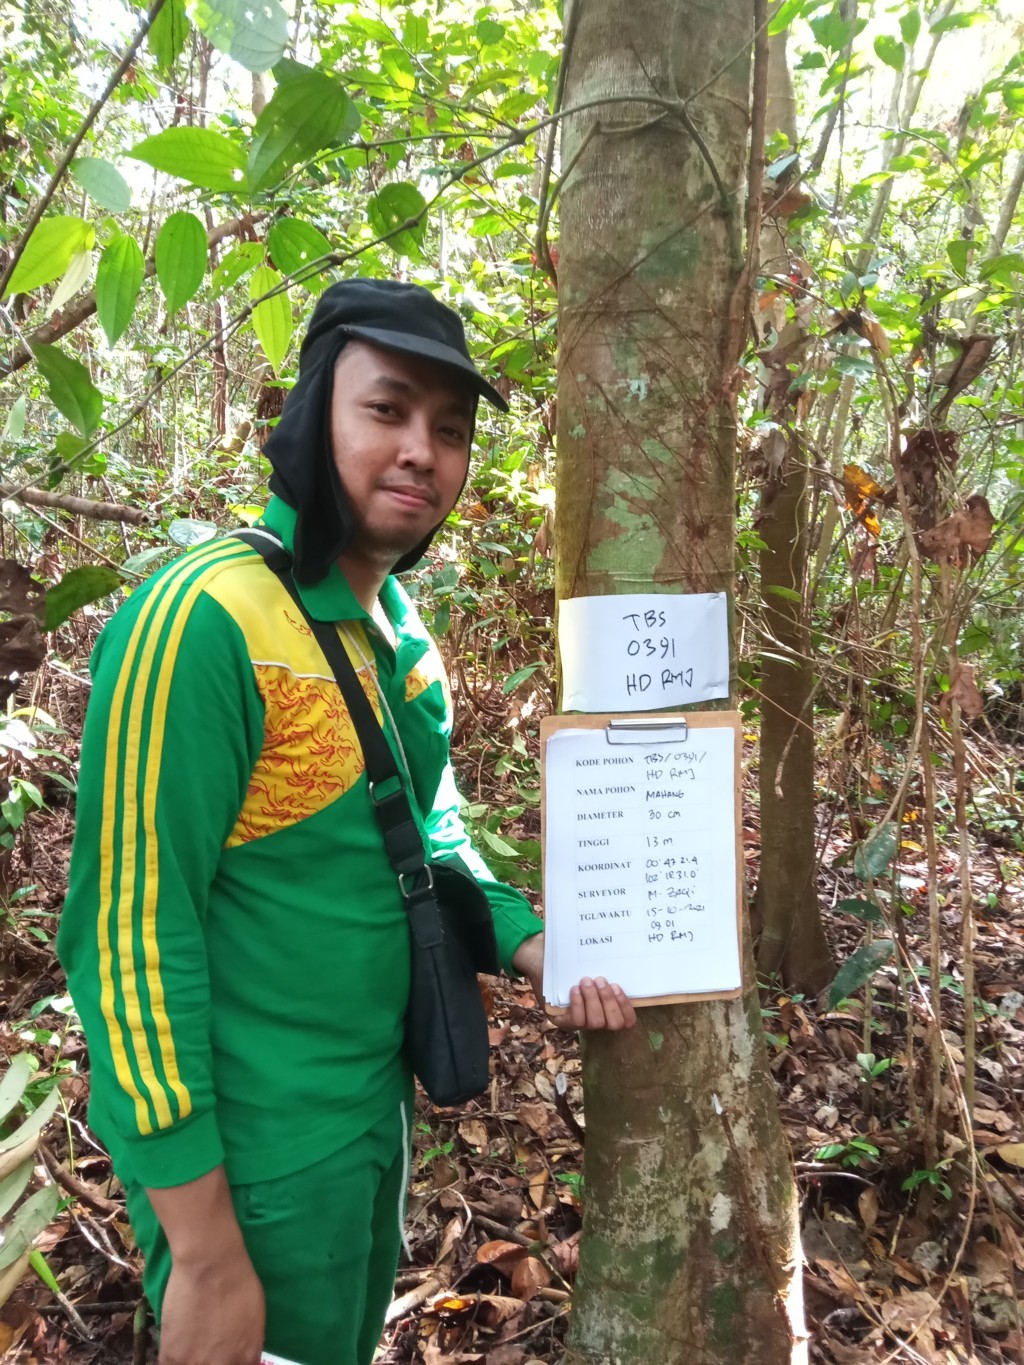 TBS
0391
HD RMJ
KODE POHON TBS/0391/
HD RMJ
NAMA POHON MAHANG
DIAMETER 30 cm
TINGGI 13 m
KOORDINAT 00° 47' 21.4
102° 18' 31.0"
SURVEYOR M. ZAQI
TGL/WAKTU 15-10-2021
09.01
LOKASI HD RMJ